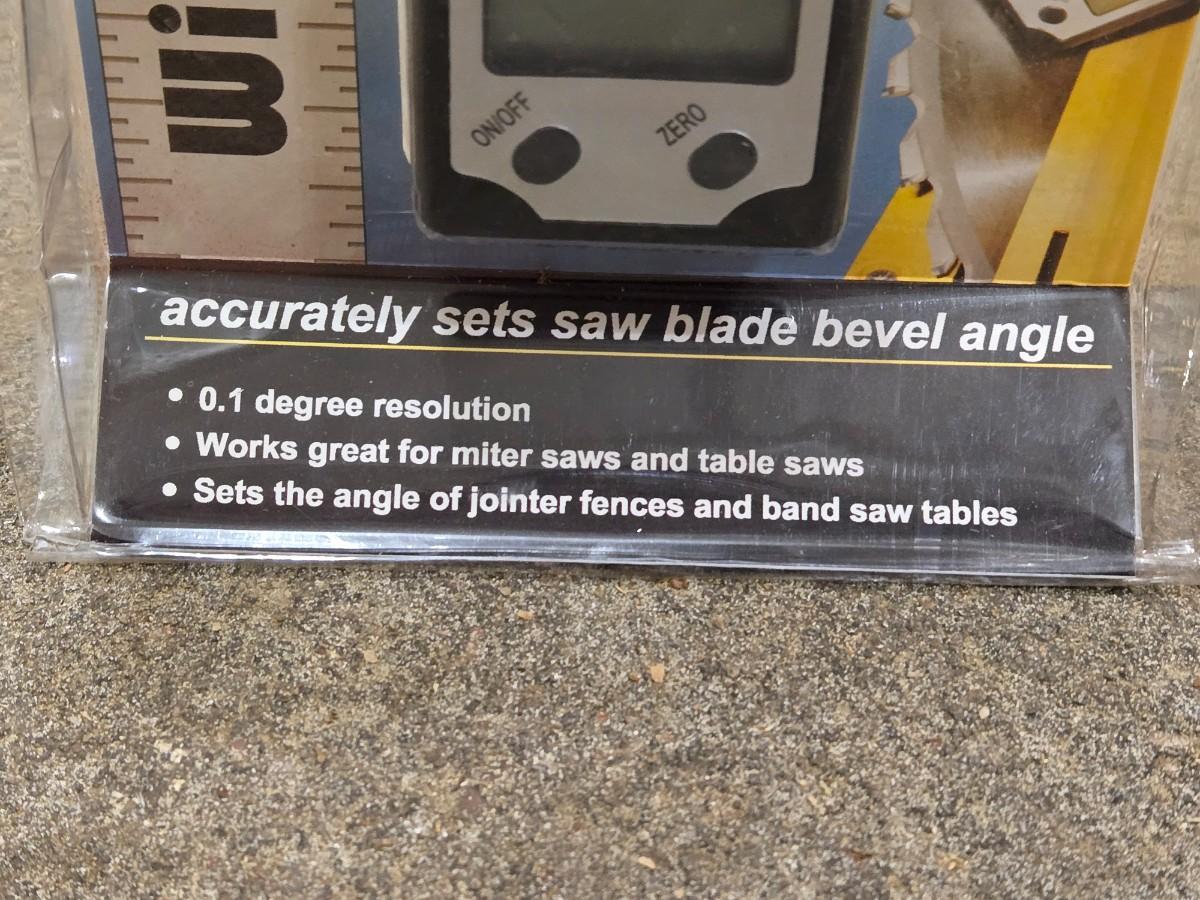 wi
ON/OFF
ZERO
accurately sets saw blade bevel angle
• 0.1 degree resolution
• Works great for miter saws and table saws
• Sets the angle of jointer fences and band saw tables